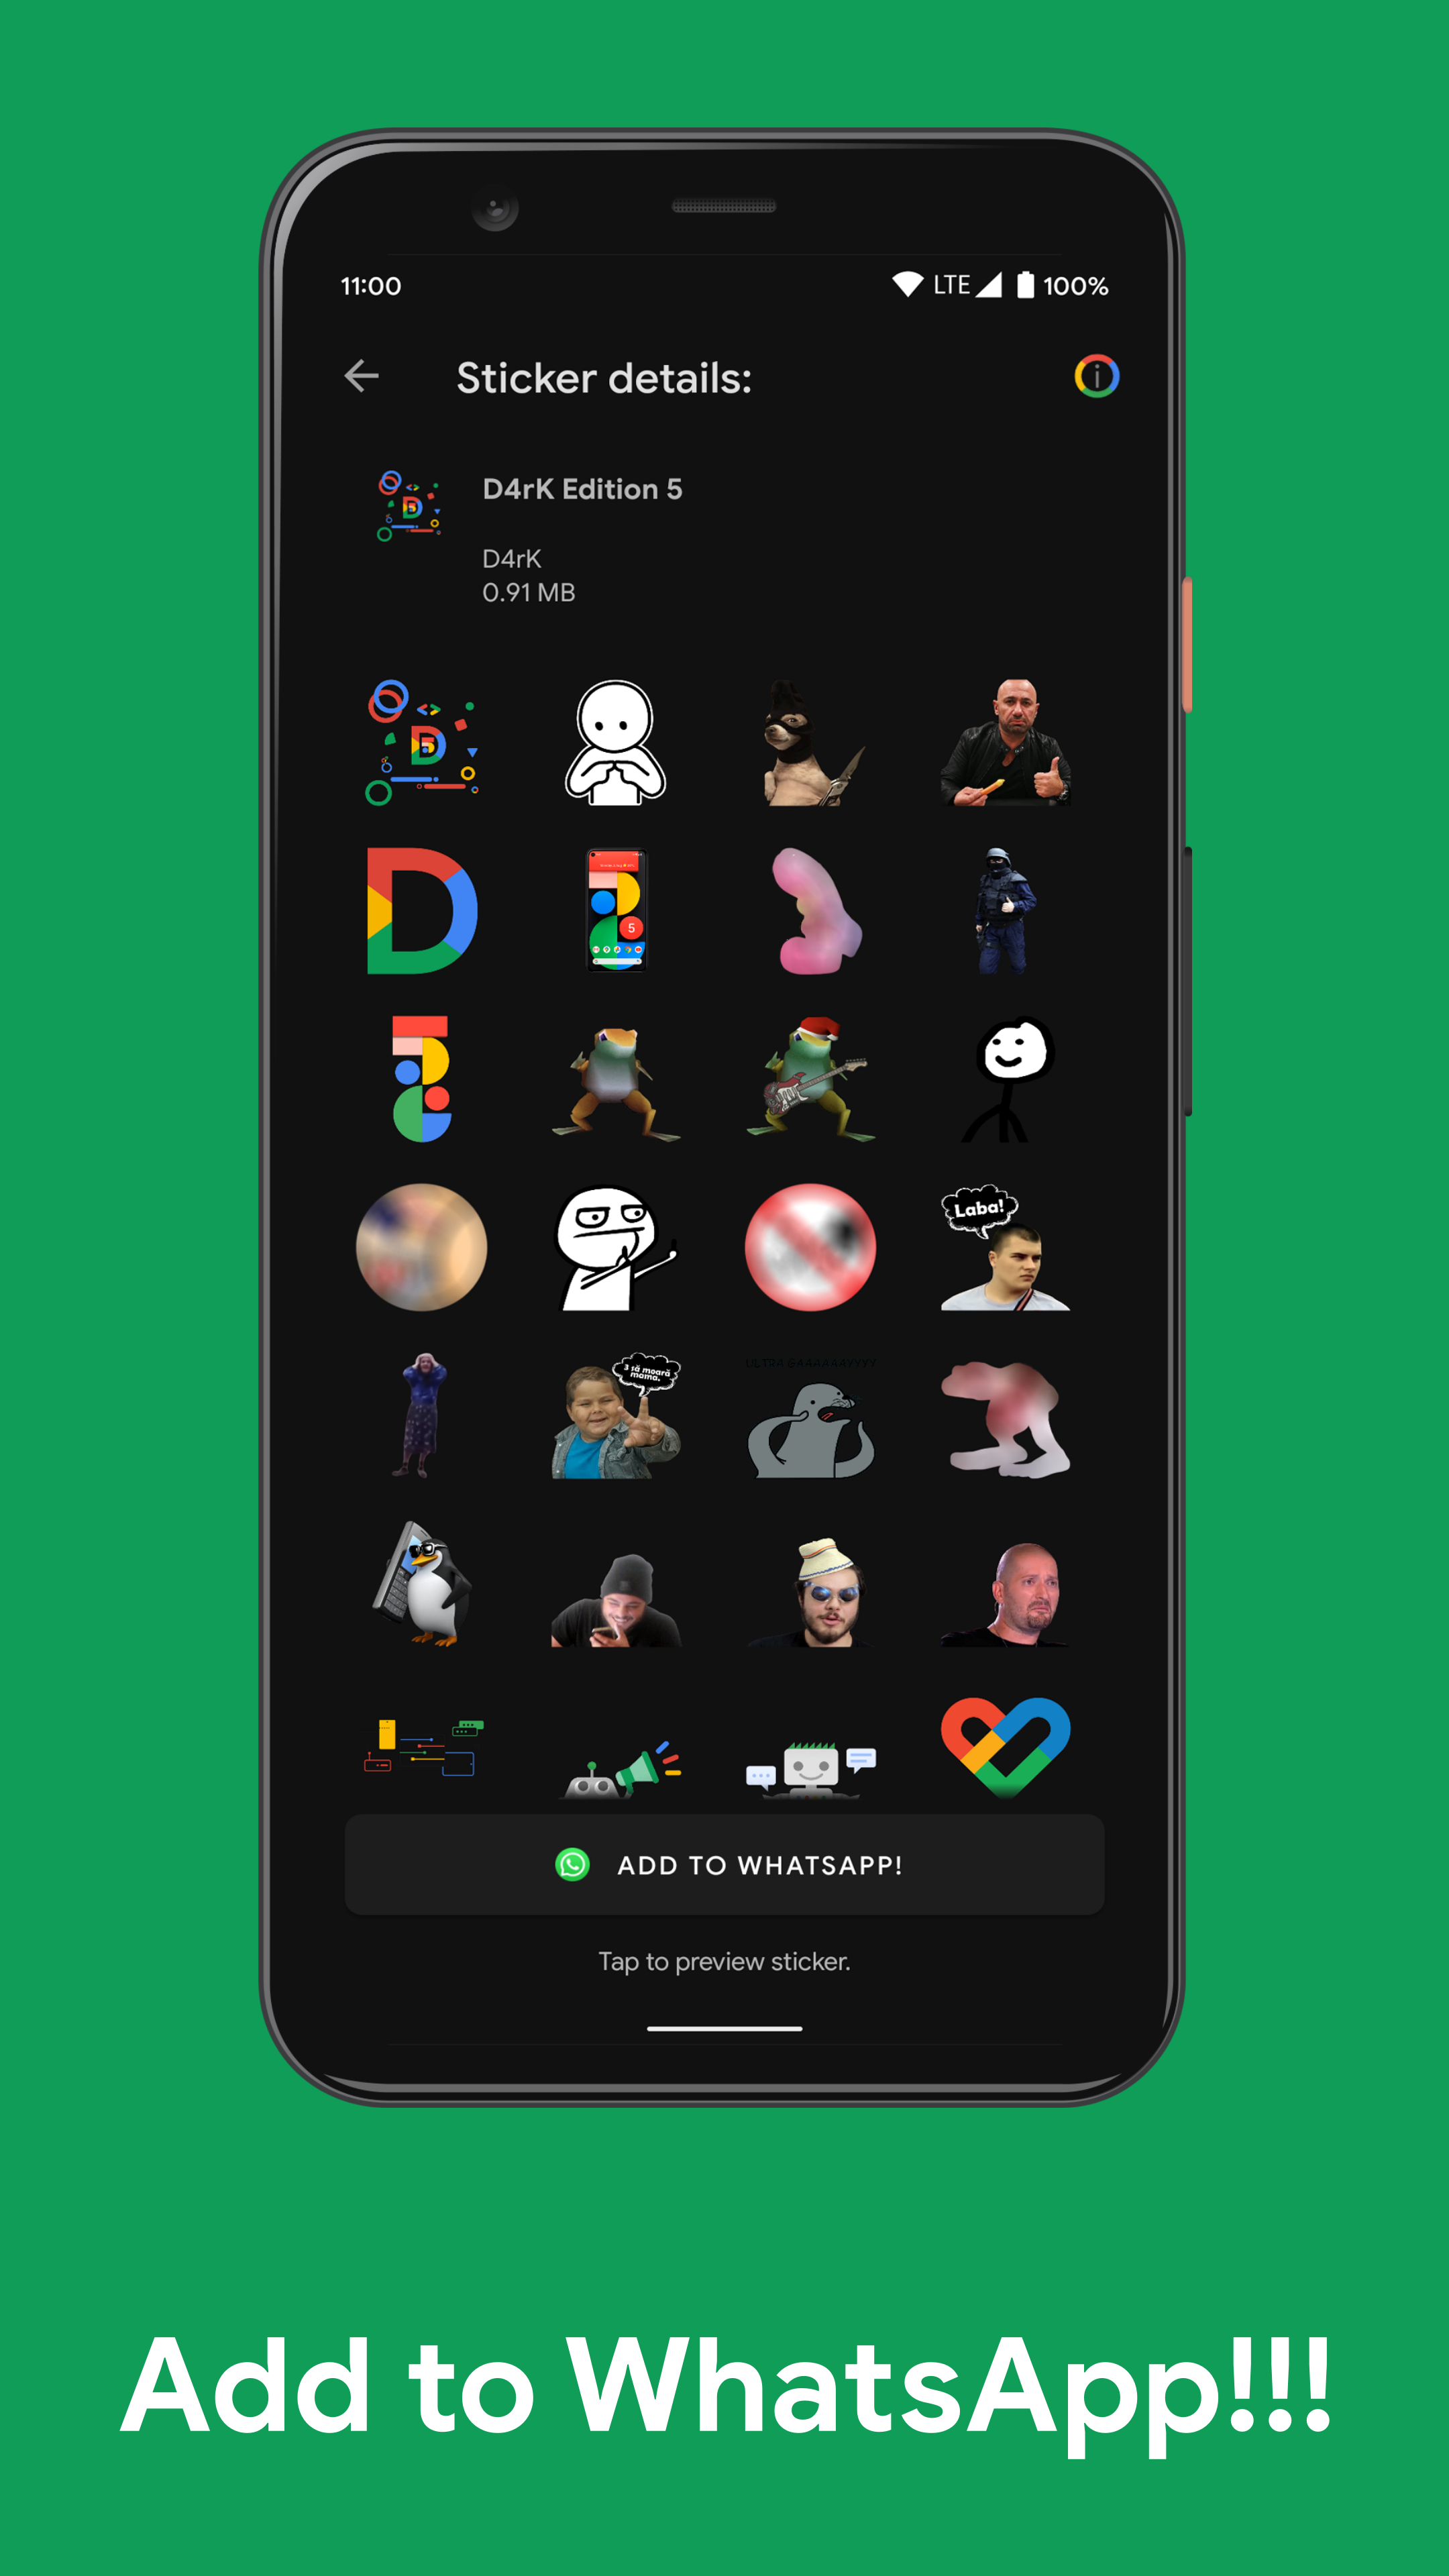 11:00 LTE 100%
Sticker details:
D4rK Edition 5
D4rK
0.91 MB
D
5
D
5
Laba!
3 să moară
mama.
ULTRA GAAAAAAYYYY
ADD TO WHATSAPP!
Tap to preview sticker.
Add to WhatsApp!!!